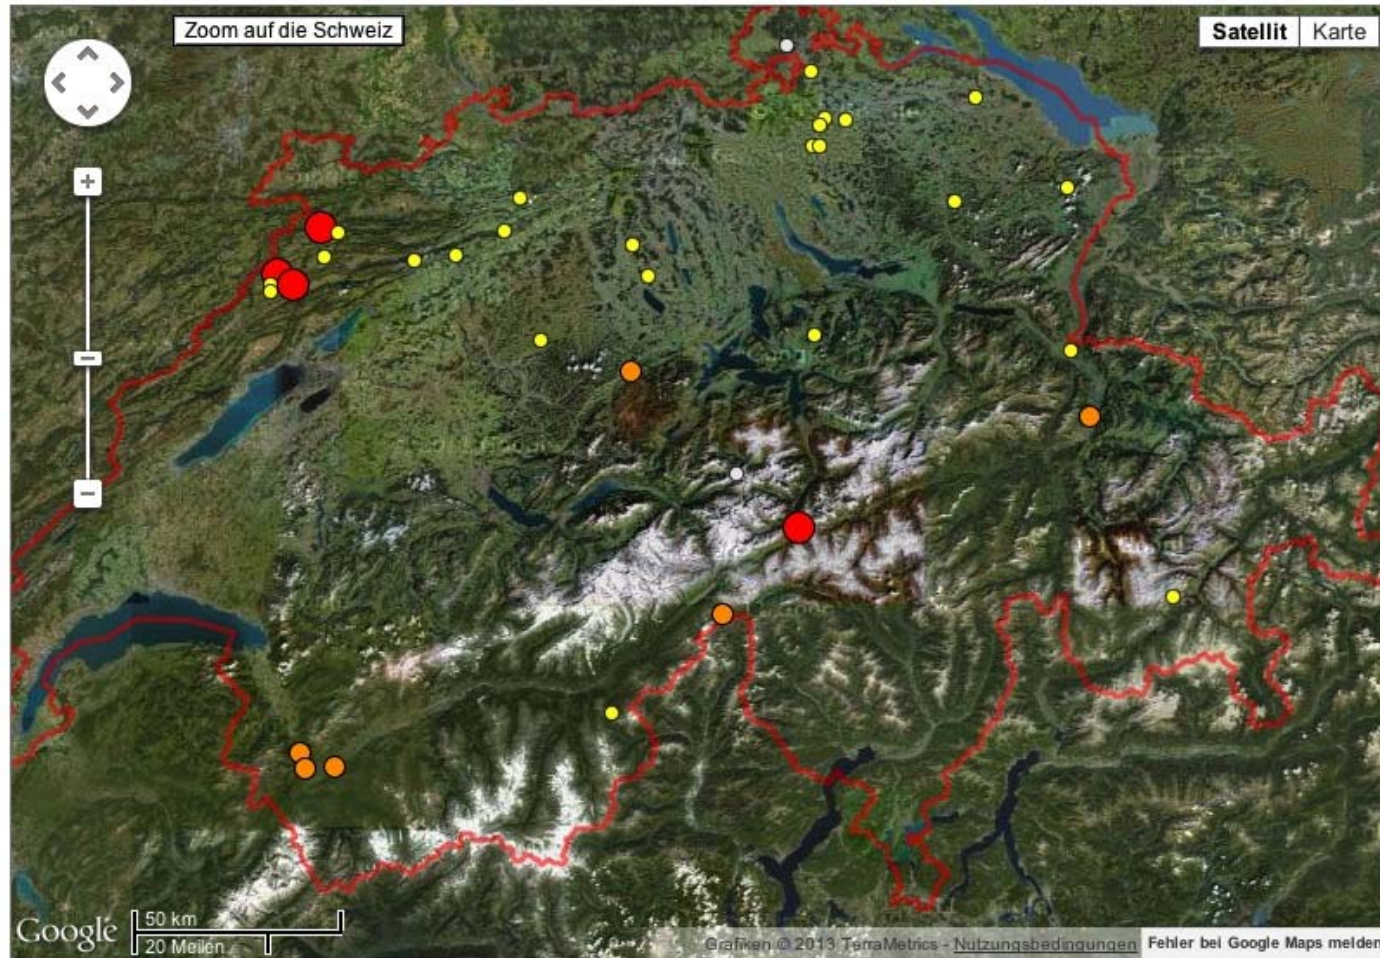 Zoom auf die Schweiz
Satellit Karte
Google
50 km
20 Meilen
Grafiken © 2013 TerraMetrics - Nutzungsbedingungen
Fehler bei Google Maps melden